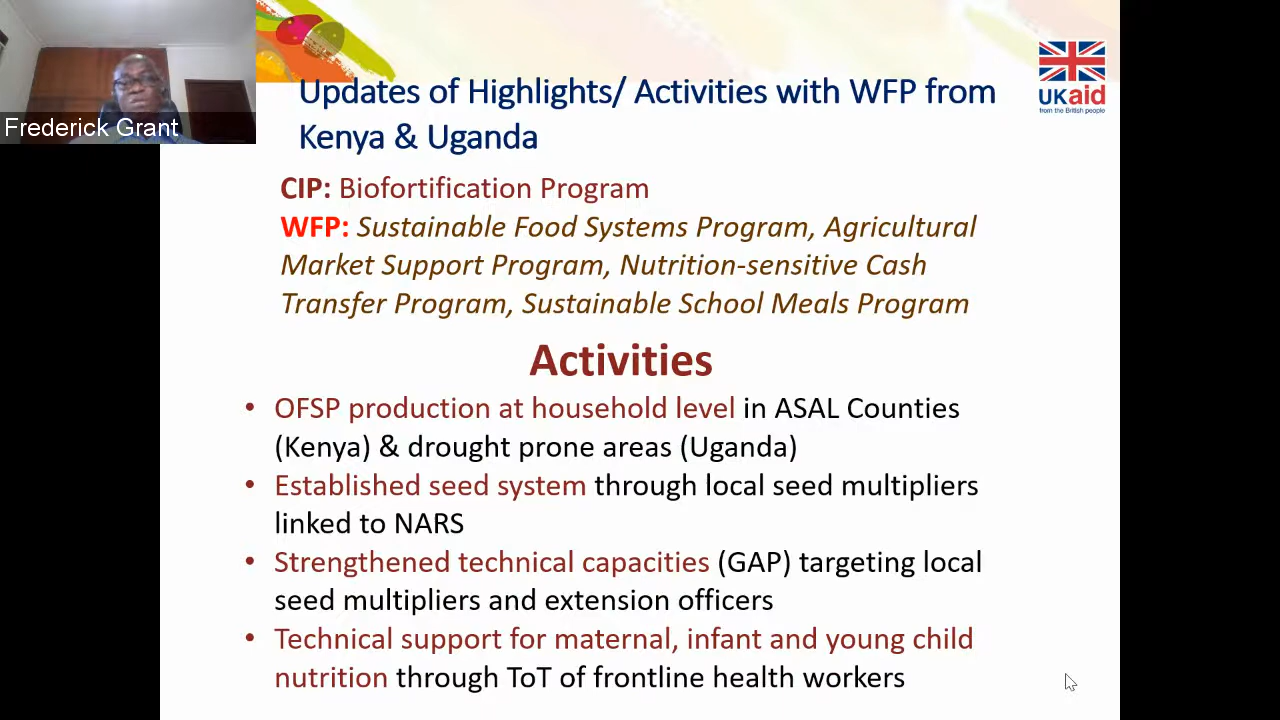 Frederick Grant
Updates of Highlights/ Activities with WFP from
Kenya & Uganda
UKaid
from the British people
CIP: Biofortification Program
WFP: Sustainable Food Systems Program, Agricultural
Market Support Program, Nutrition-sensitive Cash
Transfer Program, Sustainable School Meals Program
Activities
• OFSP production at household level in ASAL Counties
(Kenya) & drought prone areas (Uganda)
• Established seed system through local seed multipliers
linked to NARS
• Strengthened technical capacities (GAP) targeting local
seed multipliers and extension officers
• Technical support for maternal, infant and young child
nutrition through ToT of frontline health workers